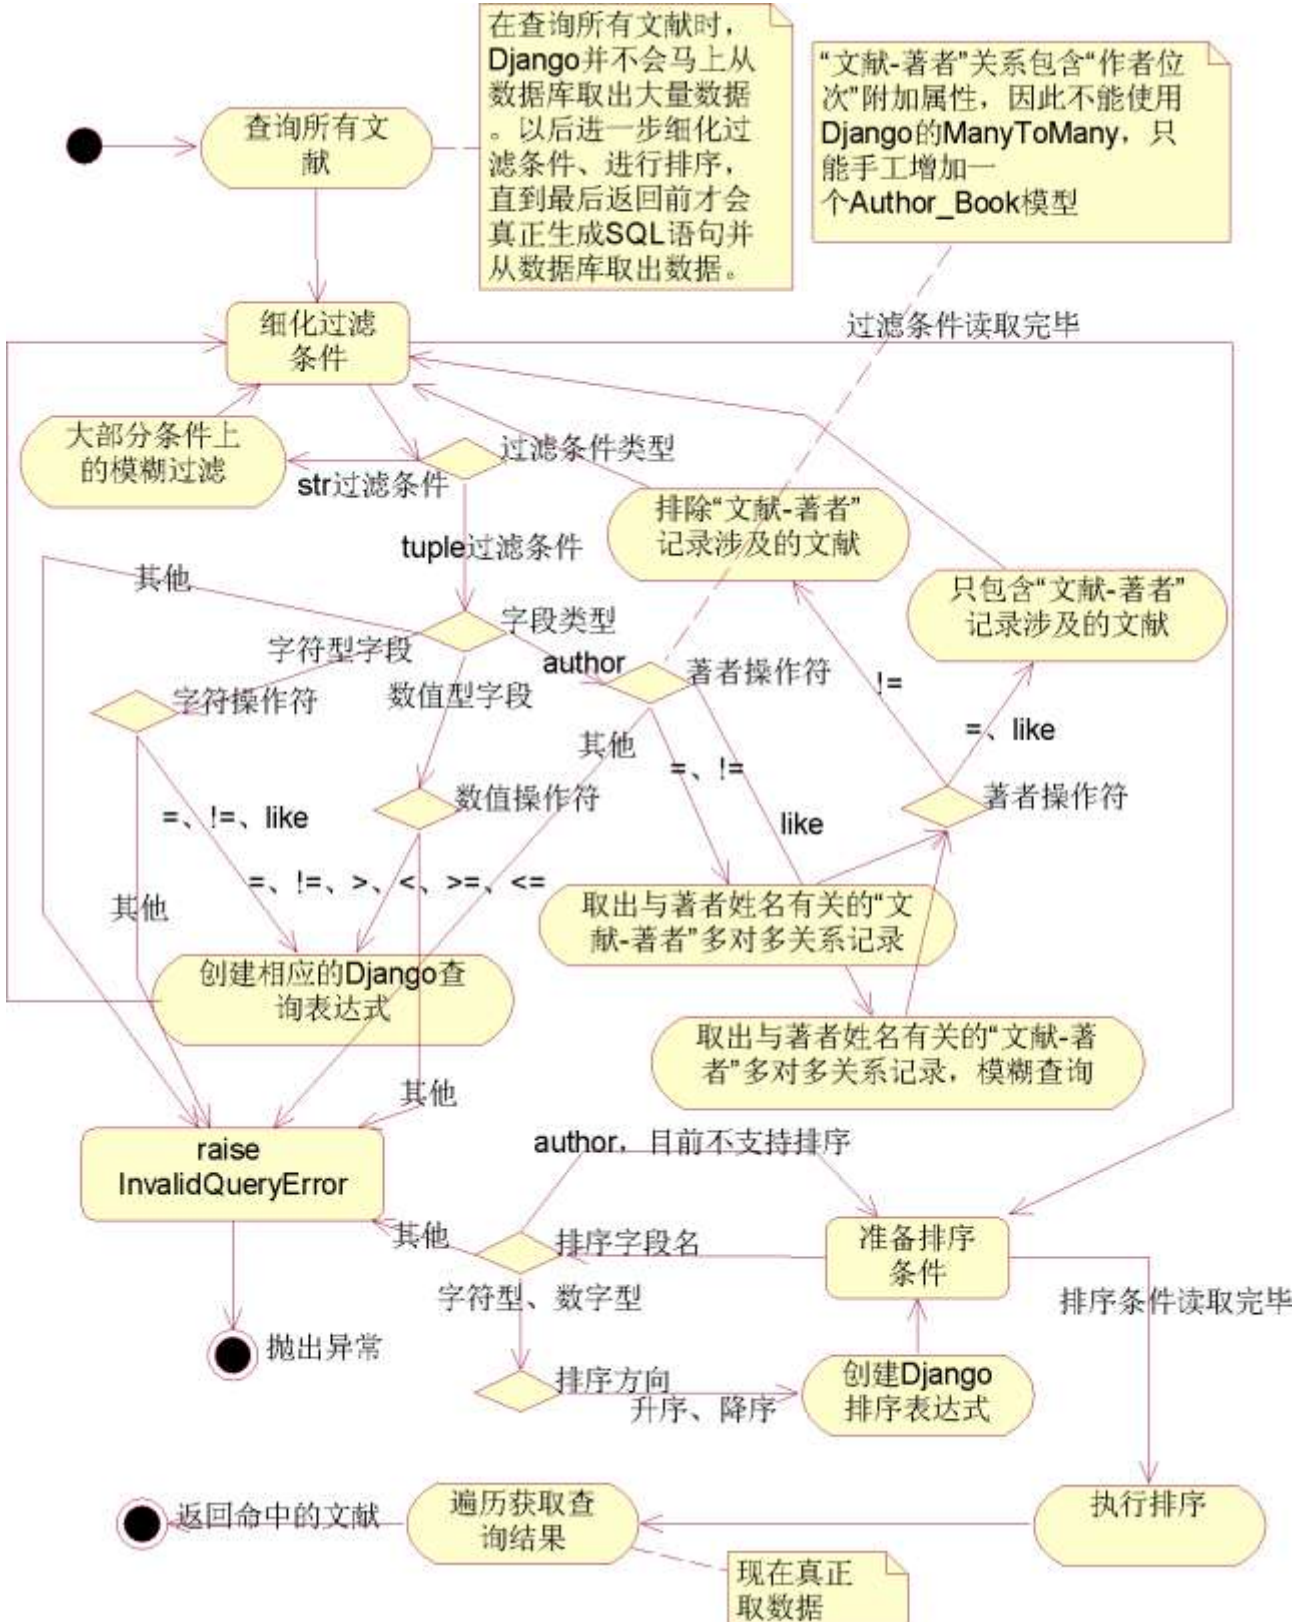 在查询所有文献时，
Django并不会马上从
数据库取出大量数据
。以后进一步细化过
滤条件、进行排序，
直到最后返回前才会
真正生成SQL语句并
从数据库取出数据。
“文献-著者”关系包含“作者位
次”附加属性，因此不能使用
Django的ManyToMany，只
能手工增加一
个Author_Book模型
查询所有文
献
细化过滤
条件
过滤条件读取完毕
大部分条件上
的模糊过滤
过滤条件类型
str过滤条件
排除“文献-著者”
记录涉及的文献
tuple过滤条件
其他
只包含“文献-著者”
记录涉及的文献
字段类型
字符型字段
author
著者操作符
!=
字符操作符
数值型字段
=、like
其他
=、!=
数值操作符
著者操作符
=、!=、like
like
=、!=、>、<、>=、<=
其他
取出与著者姓名有关的“文
献-著者”多对多关系记录
创建相应的Django查
询表达式
取出与著者姓名有关的“文献-著
者”多对多关系记录，模糊查询
其他
raise
InvalidQueryError
author，目前不支持排序
其他
排序字段名
准备排序
条件
字符型、数字型
排序条件读取完毕
抛出异常
排序方向
升序、降序
创建Django
排序表达式
返回命中的文献
遍历获取查
询结果
执行排序
现在真正
取数据